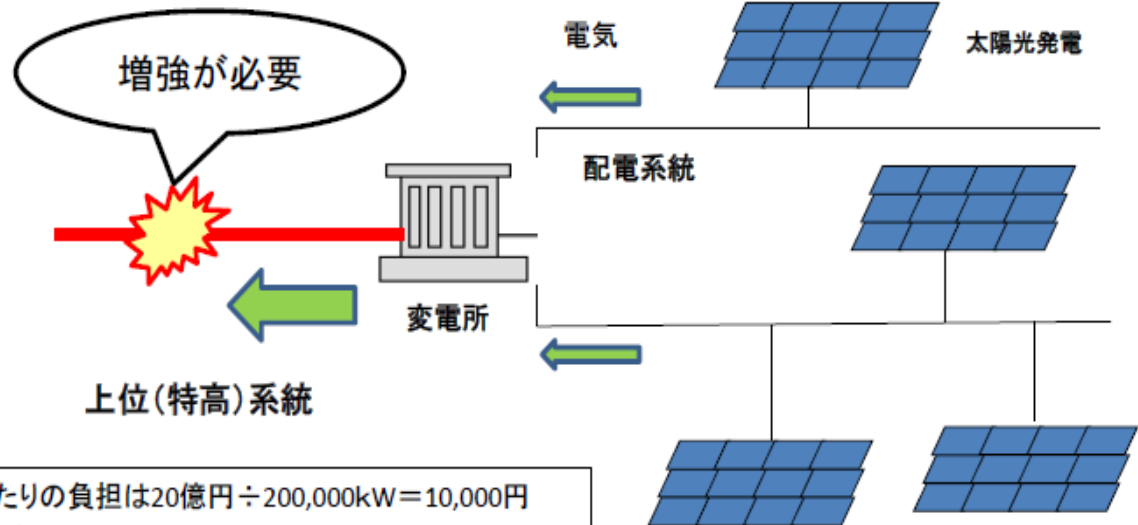 増強が必要
電気
太陽光発電
配電系統
変電所
上位(特高)系統
たりの負担は20億円÷200,000kW=10,000円